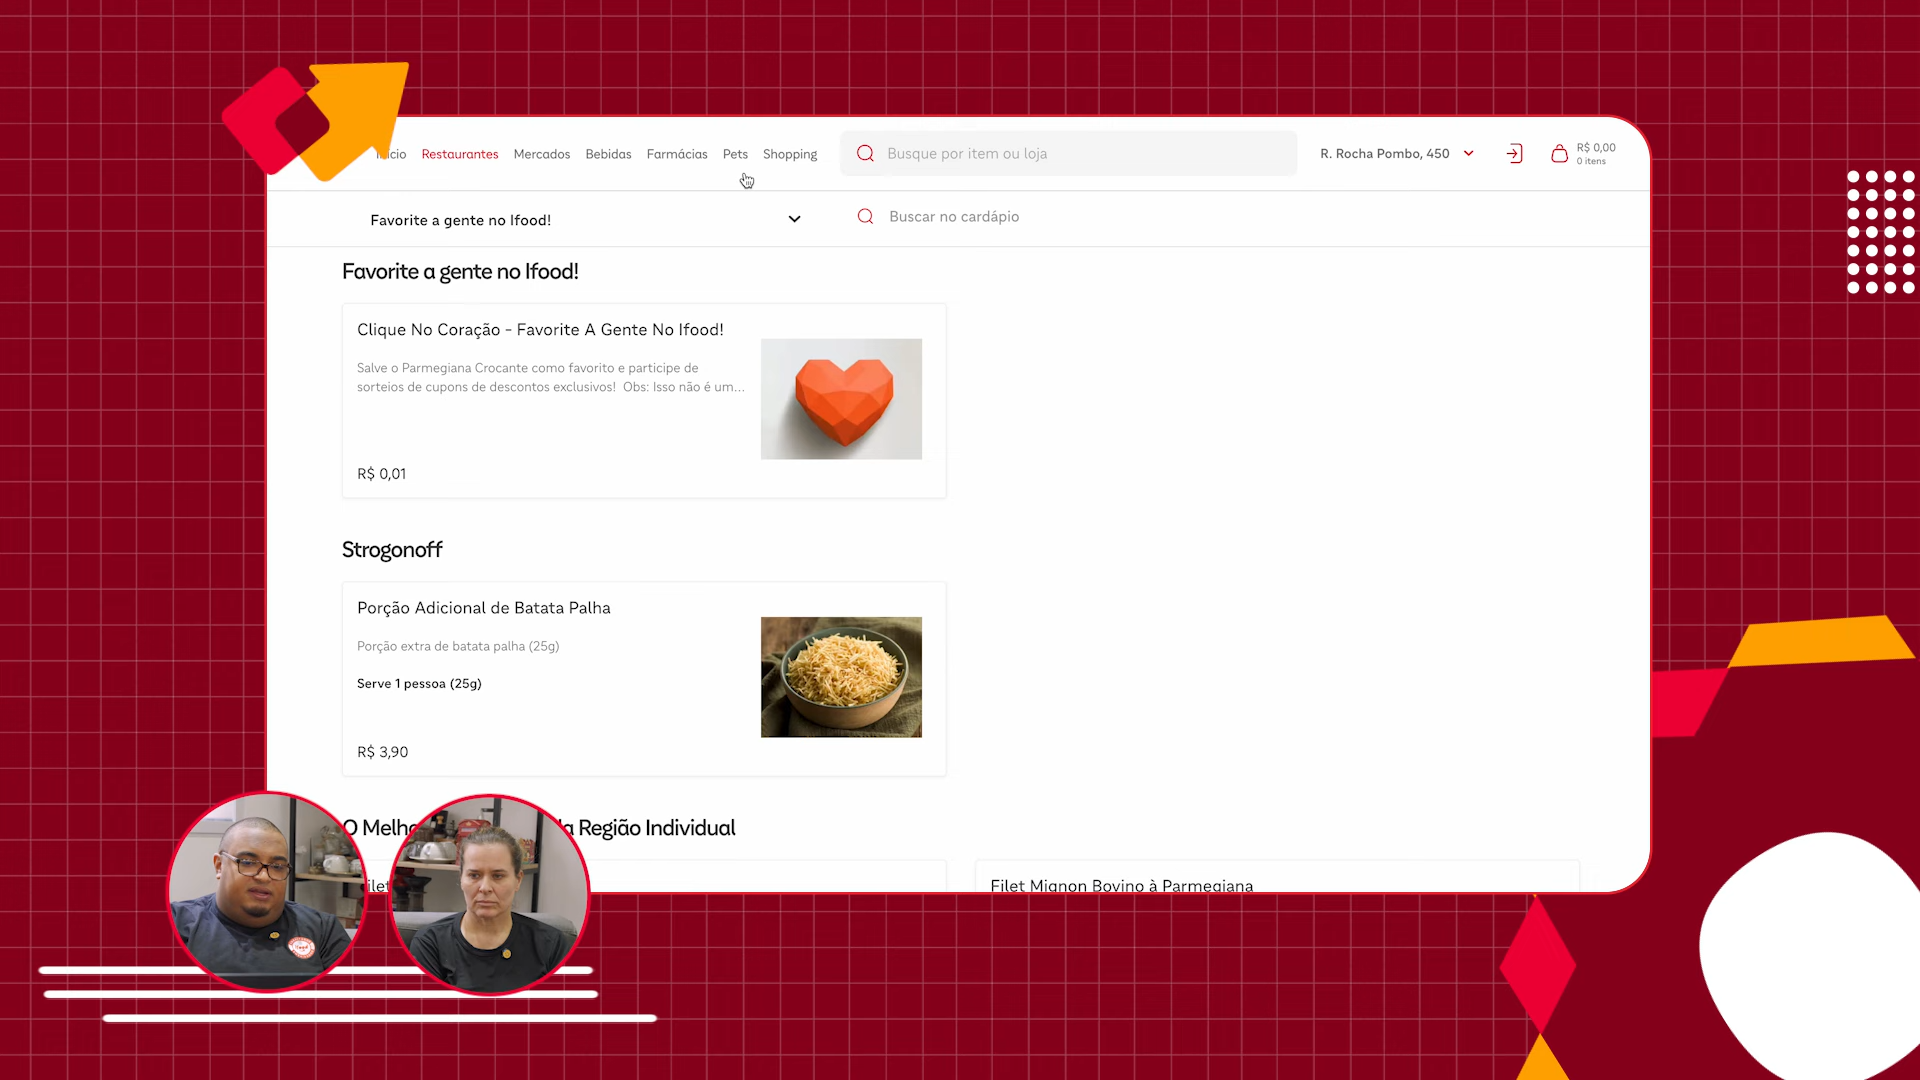 Restaurantes Mercados Bebidas Farmácias Pets Shopping
Busque por item ou loja
R. Rocha Pombo, 450
R$ 0,00
0 itens
Favorite a gente no Ifood!
Buscar no cardápio
Favorite a gente no Ifood!
Clique No Coração - Favorite A Gente No Ifood!
Salve o Parmegiana Crocante como favorito e participe de
sorteios de cupons de descontos exclusivos! Obs: Isso não é um...
R$ 0,01
Strogonoff
Porção Adicional de Batata Palha
Porção extra de batata palha (25g)
Serve 1 pessoa (25g)
R$ 3,90
O Região Individual
Filet Mignon Bovino à Parmegiana